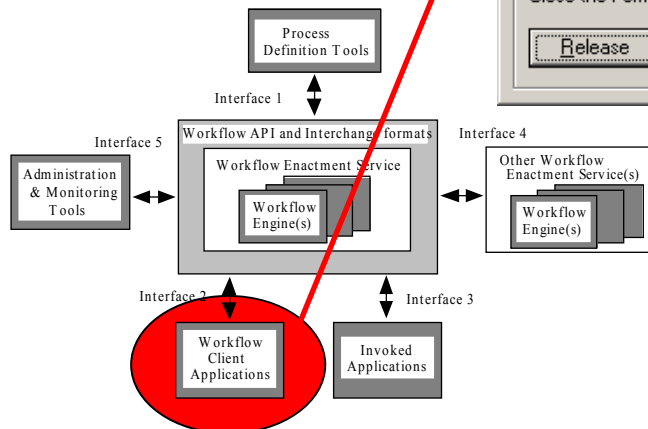 Release
Process
Definition Tools
Interface 1
Interface 5
Workflow API and Interchange formats
Interface 4
Administration
& Monitoring
Tools
Workflow Enactment Service
Workflow
Engine(s)
Other Workflow
Enactment Service(s)
Workflow
Engine(s)
Interface 2
Interface 3
Workflow
Client
Applications
Invoked
Applications